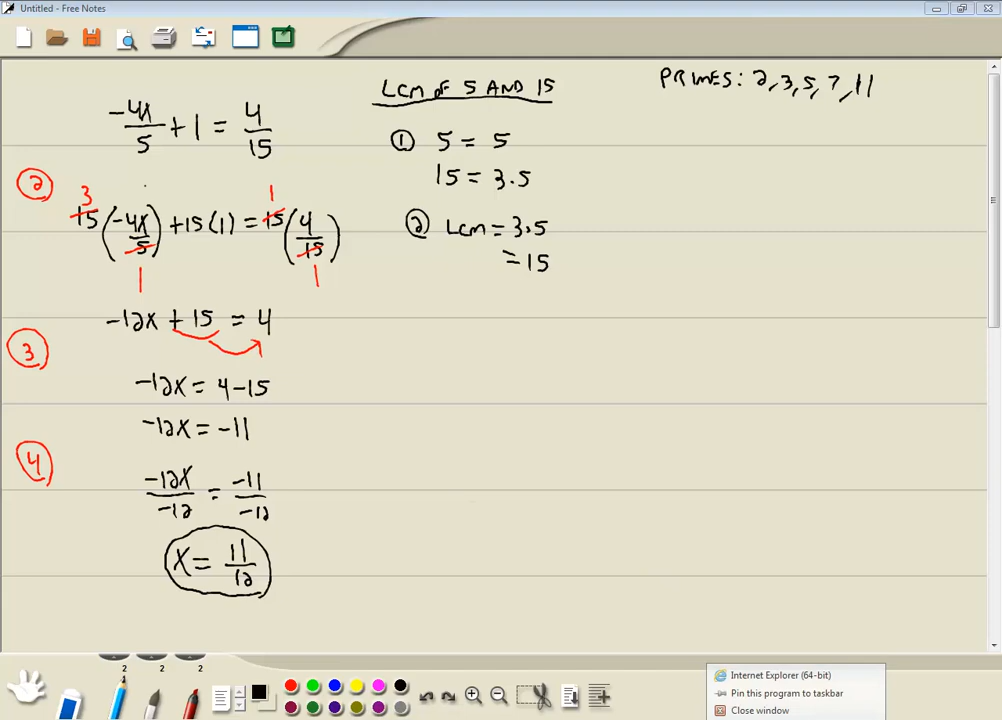 Untitled - Free Notes
LCM OF 5 AND 15
PRIMES: 2, 3, 5, 7, 11
-4x/5 + 1 = 4/15
① 5 = 5
15 = 3.5
②
3 1
15(-4x/5) + 15(1) = 15(4/15)
1 1
② LCM = 3.5
= 15
-12x + 15 = 4
③
-12x = 4-15
-12x = -11
④
-12x/-12 = -11/-12
x = 11/12
2 2 2
Internet Explorer (64-bit)
Pin this program to taskbar
Close window